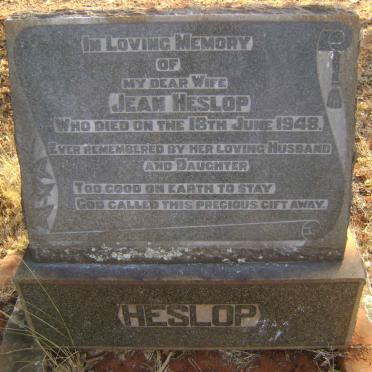 In Loving Memory
of
my dear Wife
Jean Heslop
Who died on the 18th June 1948.
Ever remembered by her loving Husband
and Daughter
Too good on earth to stay
God called this precious gift away.
HESLOP